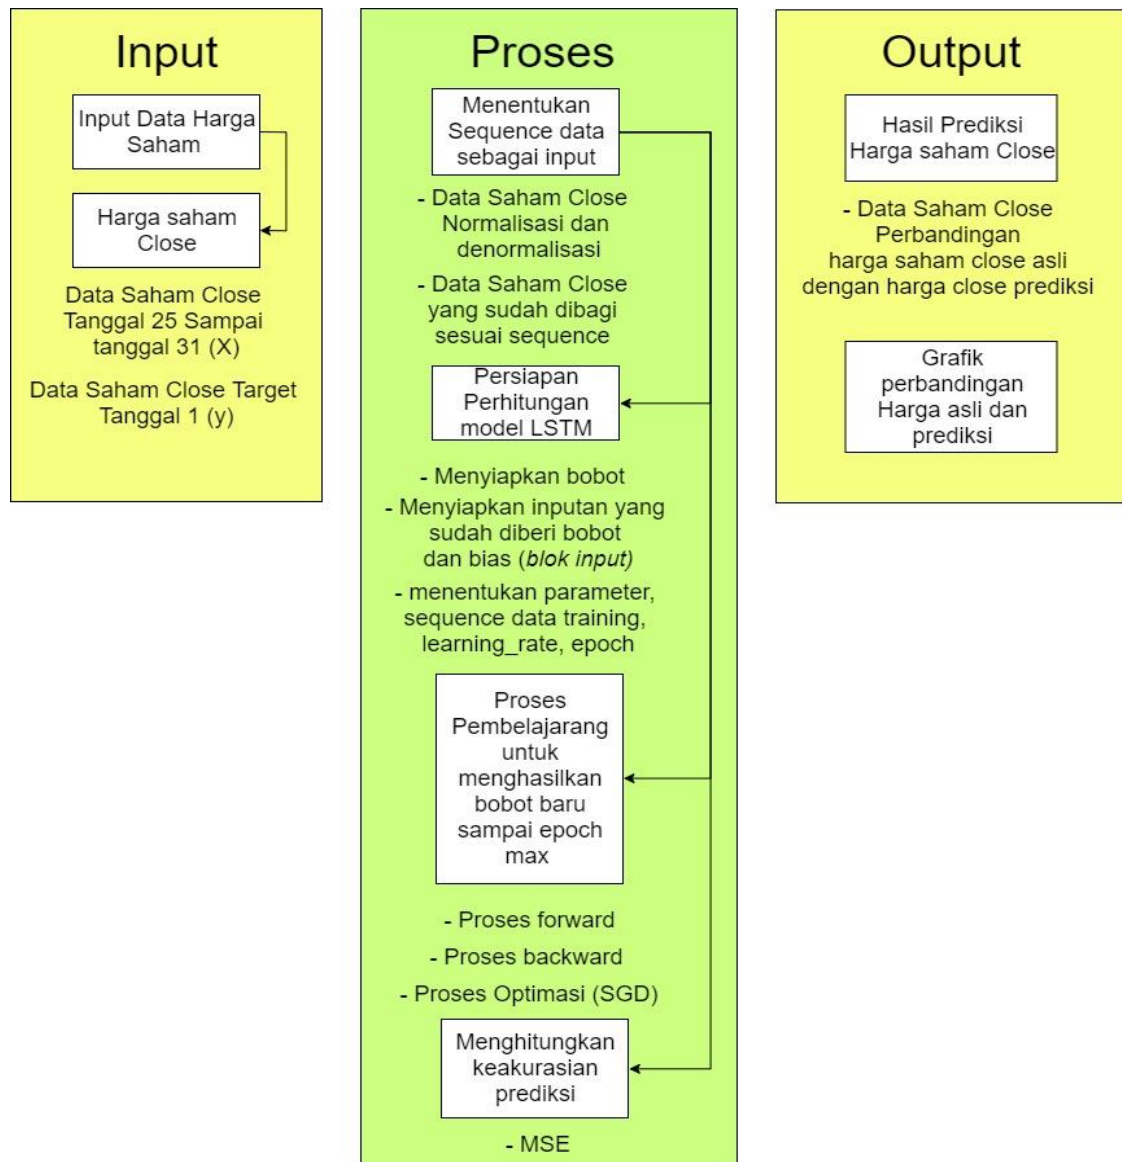 Input
Input Data Harga
Saham
Harga saham
Close
Data Saham Close
Tanggal 25 Sampai
tanggal 31 (X)
Data Saham Close Target
Tanggal 1 (y)
Proses
Menentukan
Sequence data
sebagai input
- Data Saham Close
Normalisasi dan
denormalisasi
- Data Saham Close
yang sudah dibagi
sesuai sequence
Persiapan
Perhitungan
model LSTM
- Menyiapkan bobot
- Menyiapkan inputan yang
sudah diberi bobot
dan bias (blok input)
- menentukan parameter,
sequence data training,
learning_rate, epoch
Proses
Pembelajarang
untuk
menghasilkan
bobot baru
sampai epoch
max
- Proses forward
- Proses backward
- Proses Optimasi (SGD)
Menghitungkan
keakurasian
prediksi
- MSE
Output
Hasil Prediksi
Harga saham Close
- Data Saham Close
Perbandingan
harga saham close asli
dengan harga close prediksi
Grafik
perbandingan
Harga asli dan
prediksi